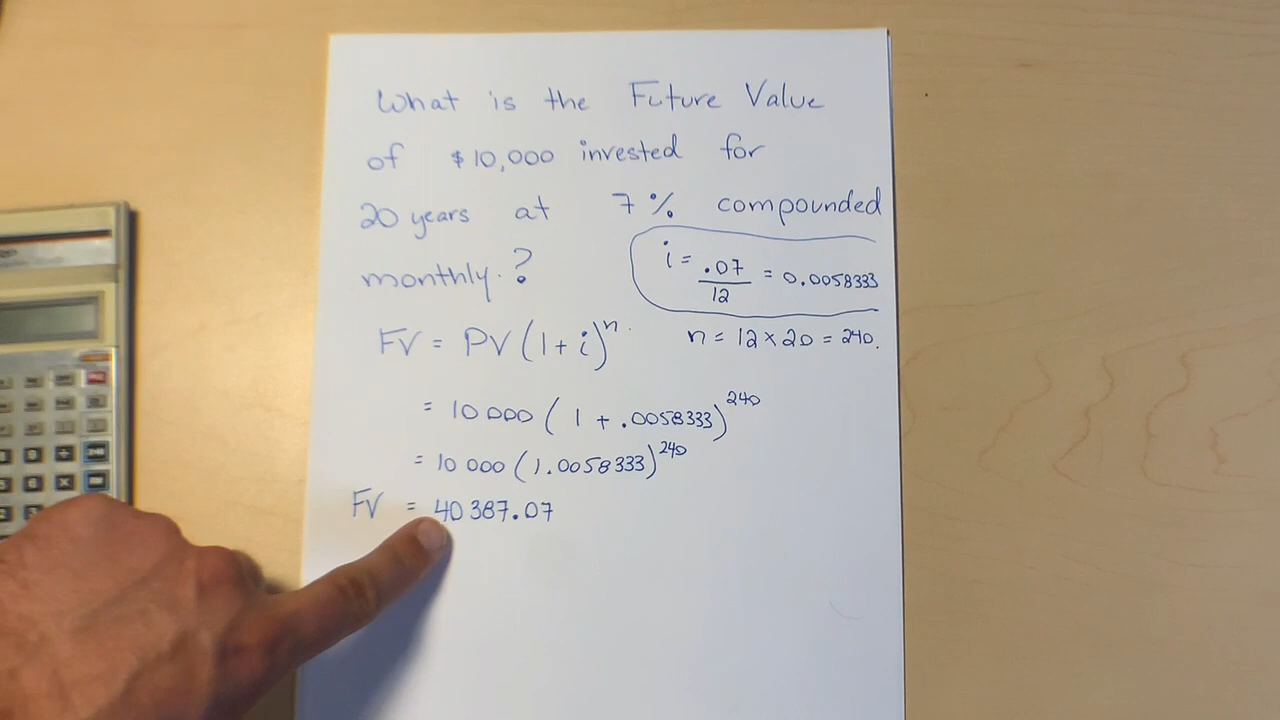 What is the Future Value
of $10,000 invested for
20 years at 7% compounded
monthly.?
i = .07/12 = 0.0058333
FV = PV(1+i)^n.
n = 12×20 = 240.
= 10 000 (1 + .0058333)^240
= 10 000 (1.0058333)^240
FV = 40 387.07